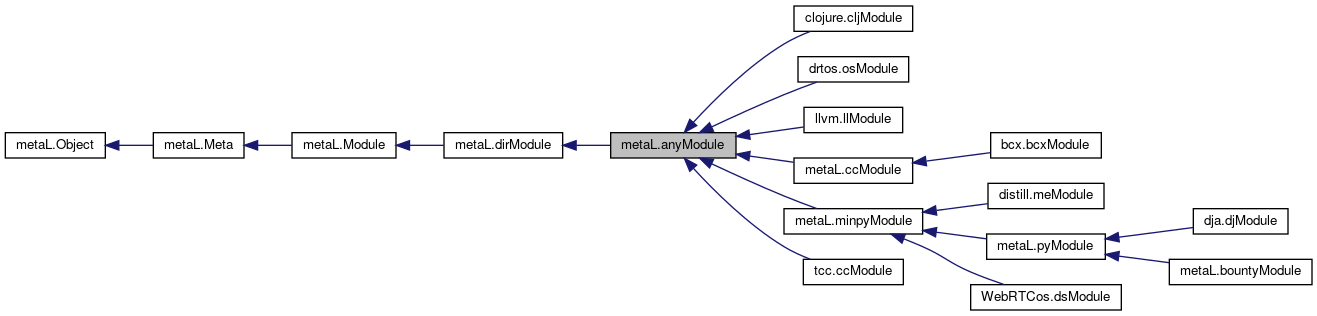 clojure.cljModule
drtos.osModule
llvm.llModule
metaL.Object
metaL.Meta
metaL.Module
metaL.dirModule
metaL.anyModule
bcx.bcxModule
metaL.ccModule
distill.meModule
metaL.minpyModule
dja.djModule
metaL.pyModule
tcc.ccModule
metaL.bountyModule
WebRTCos.dsModule